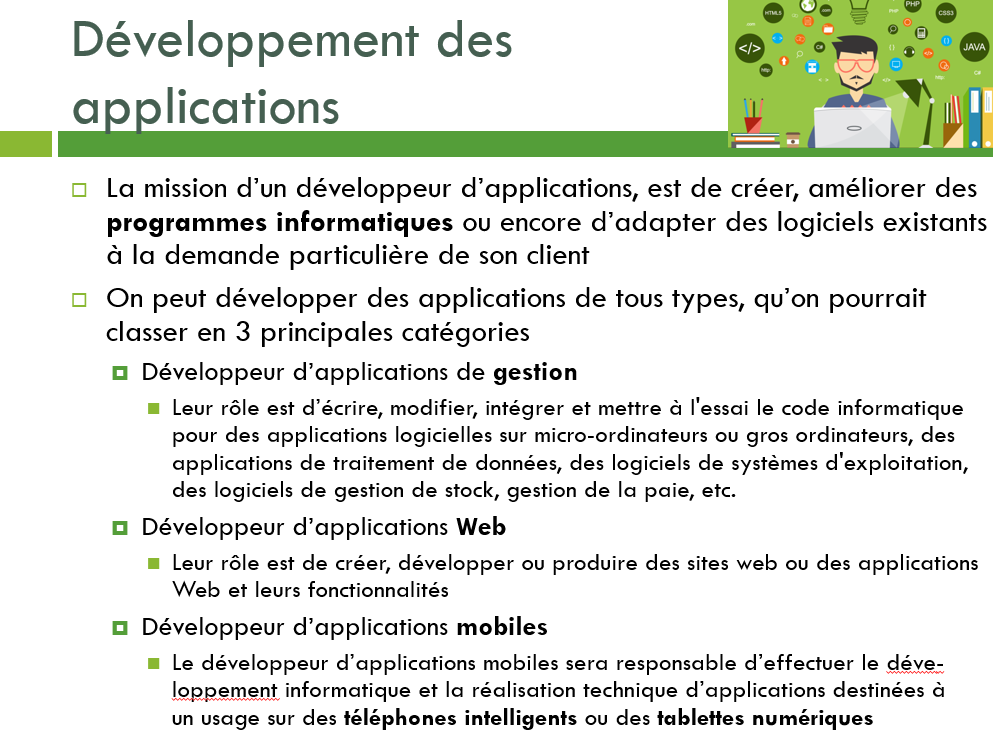 Développement des
applications
HTML5
PHP
CSS3
</>
JAVA
C#
http
La mission d’un développeur d’applications, est de créer, améliorer des
programmes informatiques ou encore d’adapter des logiciels existants
à la demande particulière de son client
On peut développer des applications de tous types, qu’on pourrait
classer en 3 principales catégories
Développeur d’applications de gestion
Leur rôle est d’écrire, modifier, intégrer et mettre à l'essai le code informatique
pour des applications logicielles sur micro-ordinateurs ou gros ordinateurs, des
applications de traitement de données, des logiciels de systèmes d'exploitation,
des logiciels de gestion de stock, gestion de la paie, etc.
Développeur d’applications Web
Leur rôle est de créer, développer ou produire des sites web ou des applications
Web et leurs fonctionnalités
Développeur d’applications mobiles
Le développeur d’applications mobiles sera responsable d’effectuer le déve-
loppement informatique et la réalisation technique d’applications destinées à
un usage sur des téléphones intelligents ou des tablettes numériques